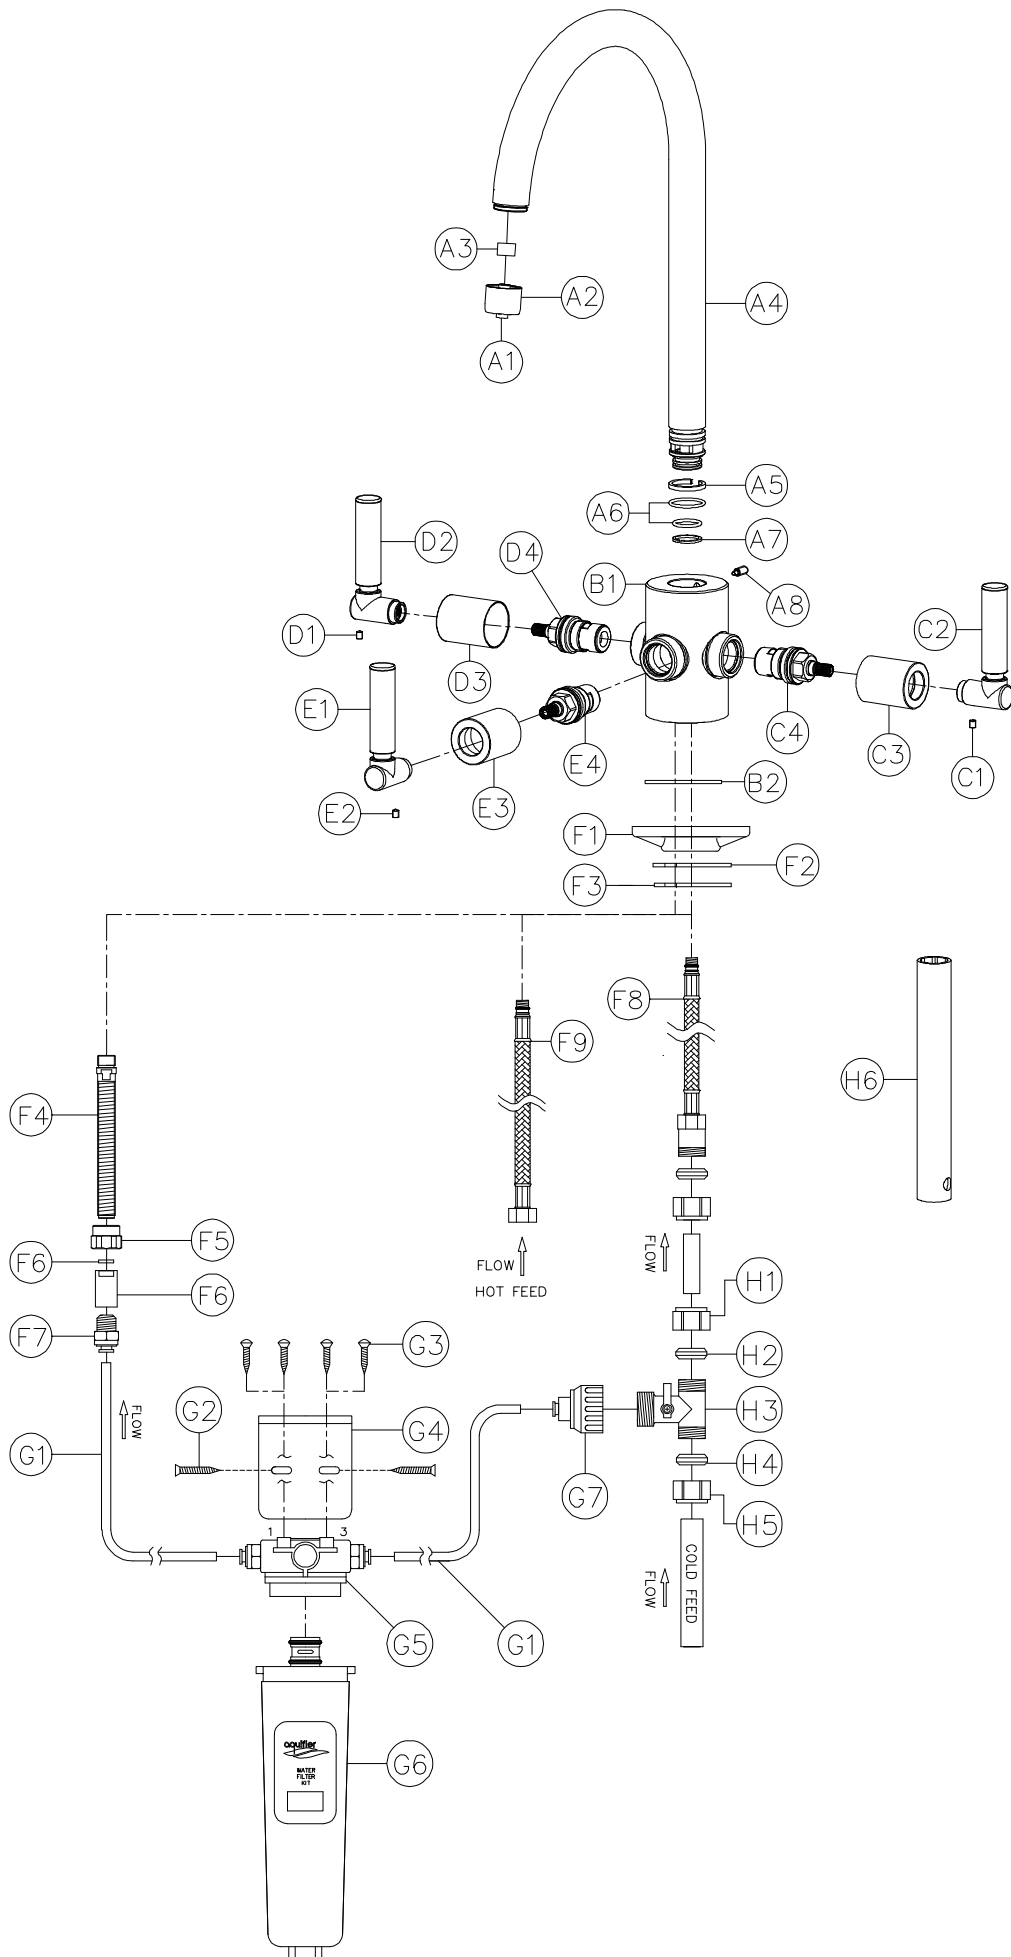 A3
A2
A4
A1
A5
A6
A7
D2
D4
B1
A8
C2
D1
D3
E1
C4
C3
E4
C1
B2
E3
E2
F1
F2
F3
F8
F9
H6
F4
F5
FLOW
FLOW
F6
HOT FEED
F6
H1
F7
G3
H2
G2
FLOW
G4
H3
G1
H4
G7
H5
1 3
COLD FEED
FLOW
G5
G1
aquifier
WATER
FILTER
KIT
G6